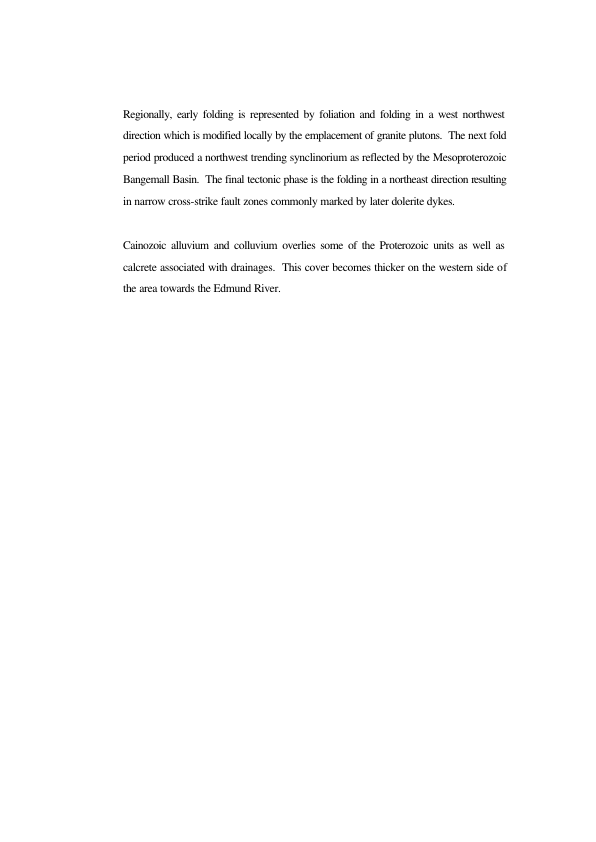 Regionally, early folding is represented by foliation and folding in a west northwest
direction which is modified locally by the emplacement of granite plutons.  The next fold
period produced a northwest trending synclinorium as reflected by the Mesoproterozoic
Bangemall Basin.  The final tectonic phase is the folding in a northeast direction resulting
in narrow cross-strike fault zones commonly marked by later dolerite dykes.
Cainozoic alluvium and colluvium overlies some of the Proterozoic units as well as
calcrete associated with drainages.  This cover becomes thicker on the western side of
the area towards the Edmund River.